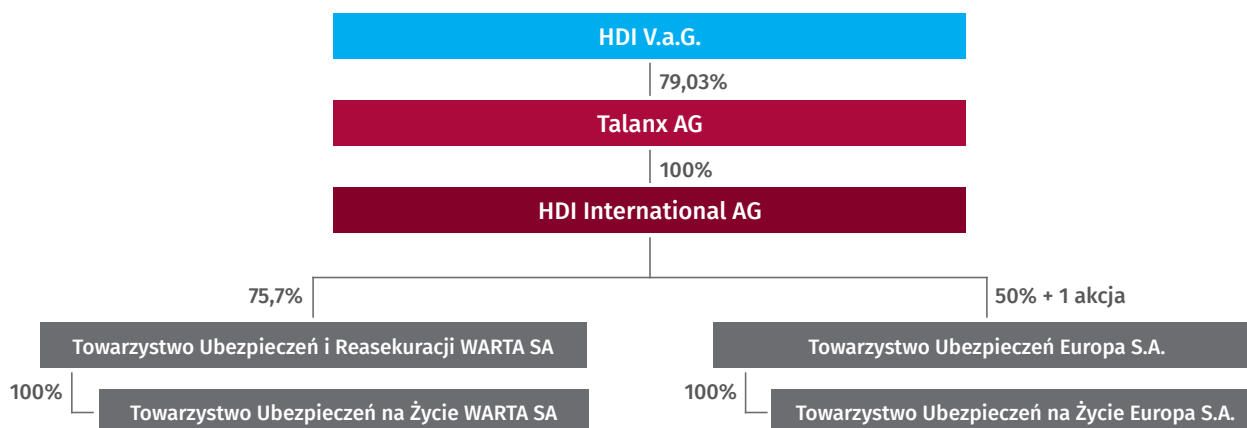 HDI V.a.G.
79,03%
Talanx AG
100%
HDI International AG
75,7%
50% + 1 akcja
Towarzystwo Ubezpieczeń i Reasekuracji WARTA SA
Towarzystwo Ubezpieczeń Europa S.A.
100%
Towarzystwo Ubezpieczeń na Życie WARTA SA
100%
Towarzystwo Ubezpieczeń na Życie Europa S.A.